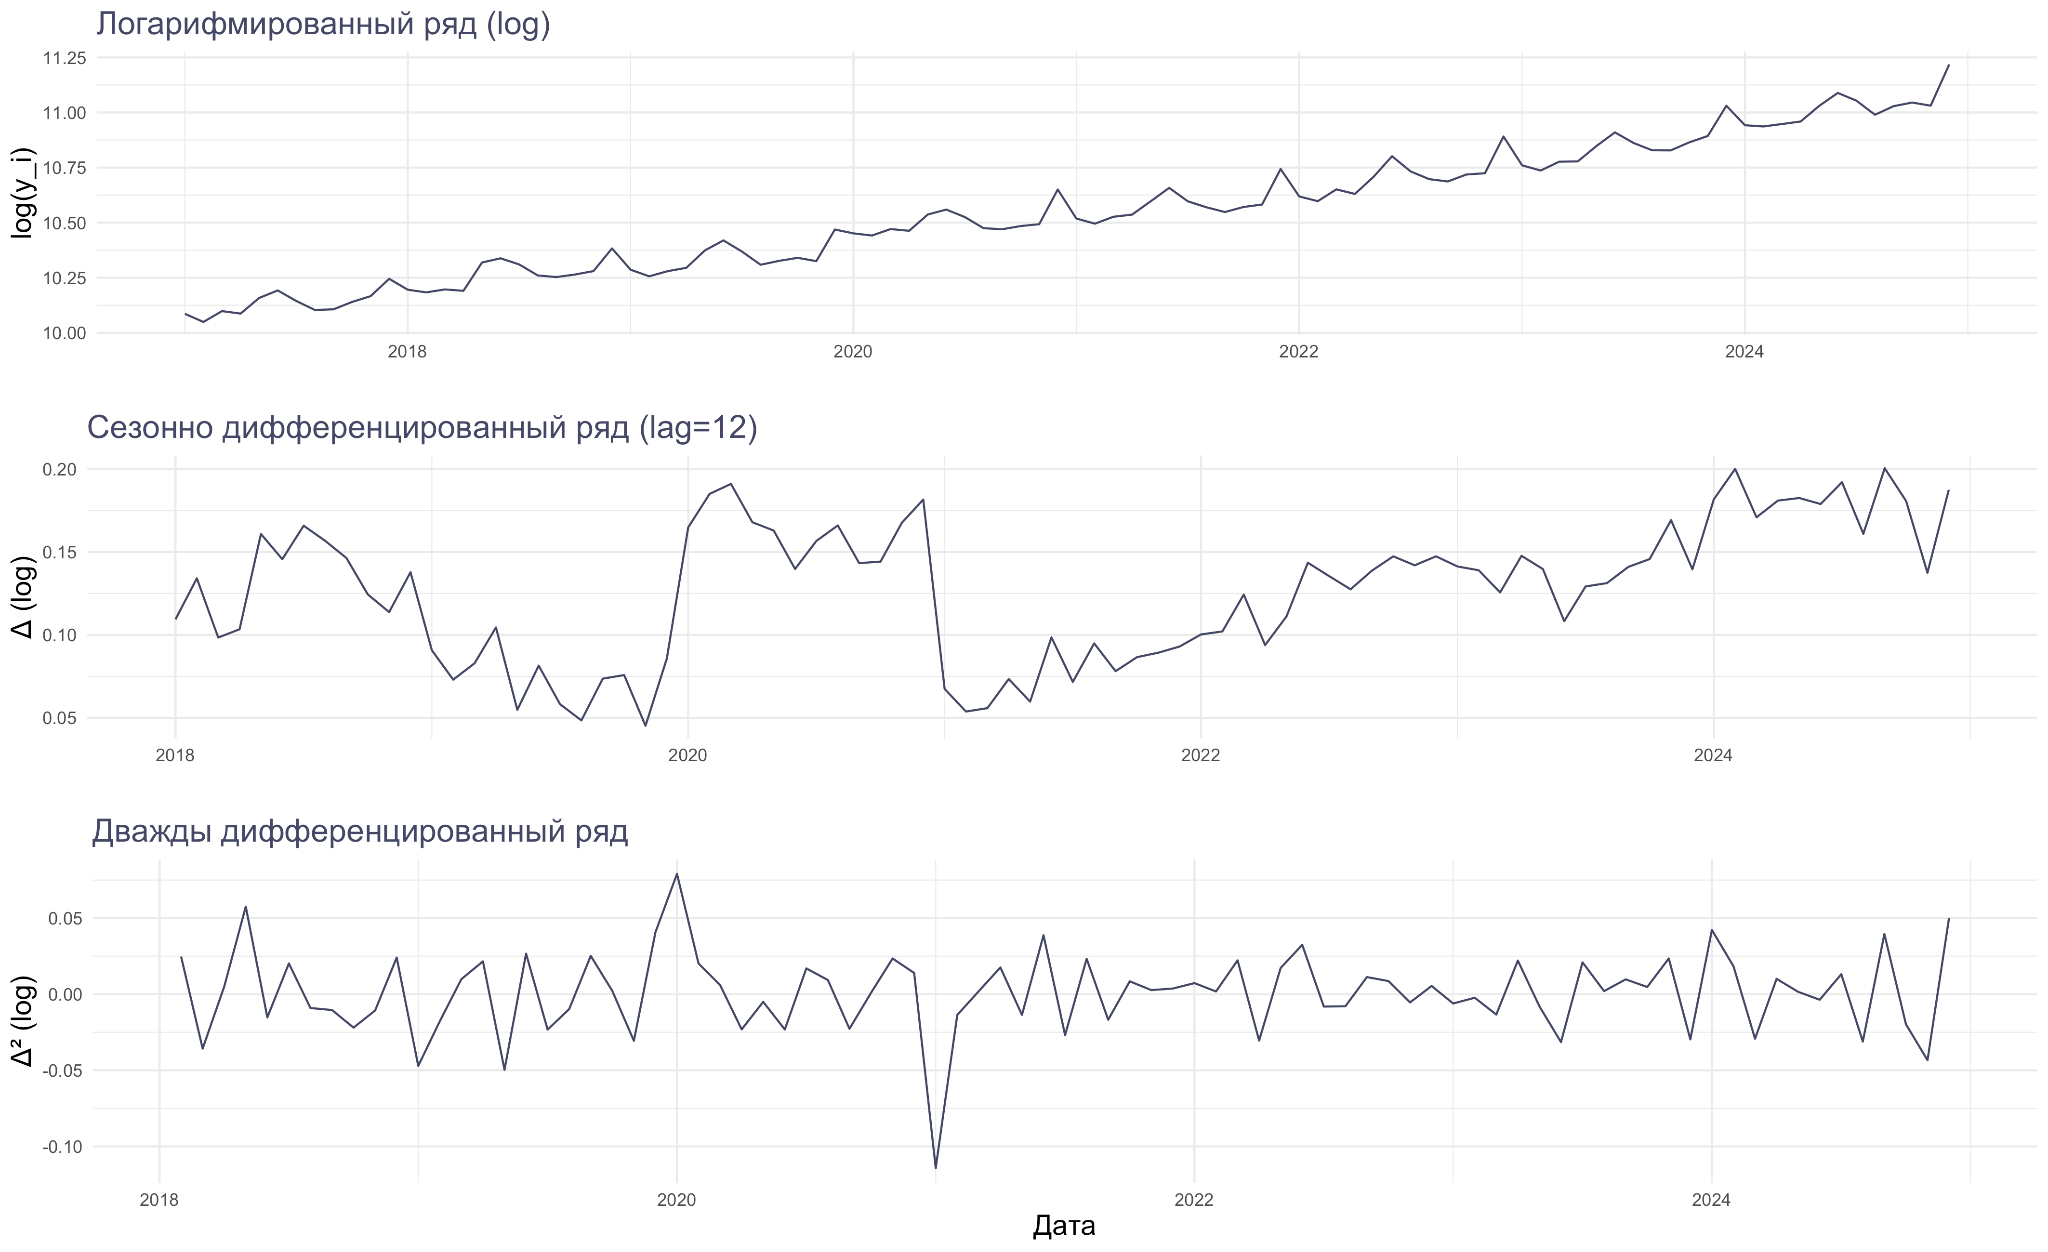 Логарифмированный ряд (log)
11.25
11.00
10.75
10.50
10.25
10.00
log(y_i)
2018 2020 2022 2024
Сезонно дифференцированный ряд (lag=12)
0.20
0.15
0.10
0.05
Δ (log)
2018 2020 2022 2024
Дважды дифференцированный ряд
0.05
0.00
-0.05
-0.10
Δ² (log)
2018 2020 2022 2024
Дата